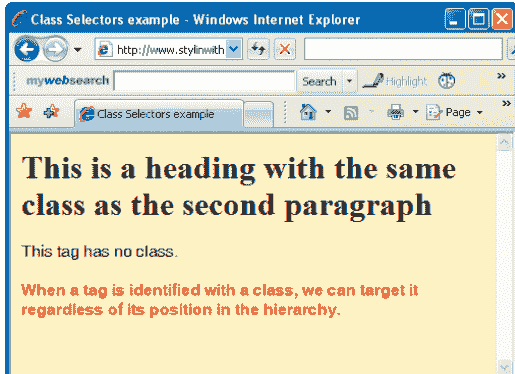 Class Selectors example - Windows Internet Explorer
http://www.stylinwith
mywebsearch Search Highlight »
Class Selectors example Page »
This is a heading with the same
class as the second paragraph
This tag has no class.
When a tag is identified with a class, we can target it
regardless of its position in the hierarchy.